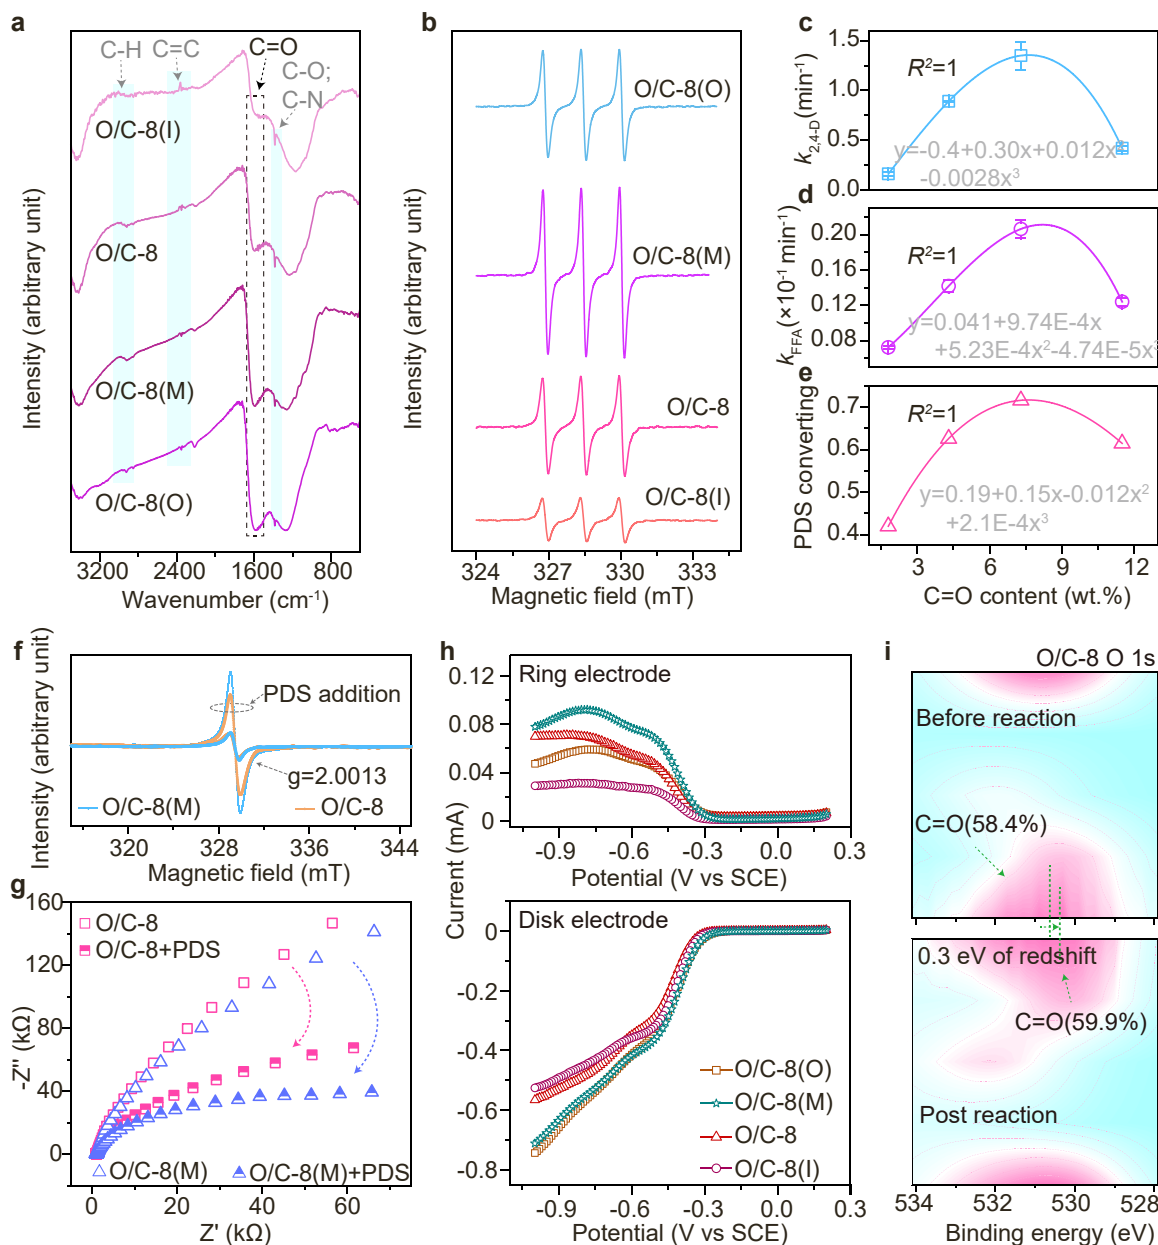 a
C-H
C=C
C=O
C-O;
C-N
O/C-8(I)
O/C-8
O/C-8(M)
O/C-8(O)
Intensity (arbitrary unit)
3200
2400
1600
800
Wavenumber (cm⁻¹)
b
O/C-8(O)
O/C-8(M)
O/C-8
O/C-8(I)
Intensity (arbitrary unit)
324
327
330
333
Magnetic field (mT)
c
1.5
1.0
0.5
0.0
k2,4-D(min⁻¹)
R²=1
y=-0.4+0.30x+0.012x
-0.0028x³
d
0.20
0.16
0.12
0.08
kFFA(×10⁻¹ min⁻¹)
R²=1
y=0.041+9.74E-4x
+5.23E-4x²-4.74E-5x
e
0.7
0.6
0.5
0.4
PDS converting
R²=1
y=0.19+0.15x-0.012x²
+2.1E-4x³
3
6
9
12
C=O content (wt.%)
f
PDS addition
g=2.0013
O/C-8(M)
O/C-8
Intensity (arbitrary unit)
320
328
336
344
Magnetic field (mT)
g
160
120
80
40
0
-Z'' (kΩ)
O/C-8
O/C-8+PDS
O/C-8(M)
O/C-8(M)+PDS
0
20
40
60
Z' (kΩ)
h
Ring electrode
0.12
0.08
0.04
0
-0.9
-0.6
-0.3
0.0
0.3
Potential (V vs SCE)
Current (mA)
Disk electrode
0
-0.2
-0.4
-0.6
-0.8
O/C-8(O)
O/C-8(M)
O/C-8
O/C-8(I)
-0.9
-0.6
-0.3
0.0
0.3
Potential (V vs SCE)
i
O/C-8 O 1s
Before reaction
C=O(58.4%)
0.3 eV of redshift
C=O(59.9%)
Post reaction
534
532
530
528
Binding energy (eV)